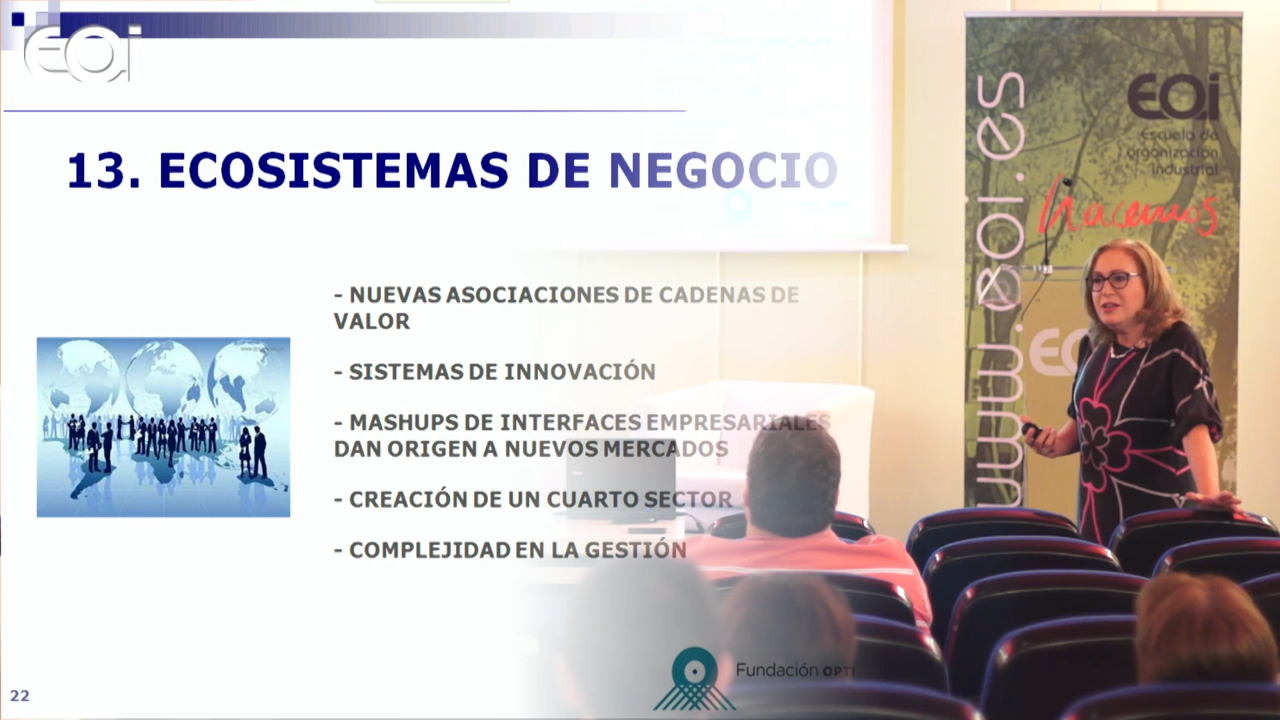 EOi
13. ECOSISTEMAS DE NEGOCIO
- NUEVAS ASOCIACIONES DE CADENAS DE
VALOR
- SISTEMAS DE INNOVACIÓN
- MASHUPS DE INTERFACES EMPRESARIALES
DAN ORIGEN A NUEVOS MERCADOS
- CREACIÓN DE UN CUARTO SECTOR
- COMPLEJIDAD EN LA GESTIÓN
22
Fundación OPTI
www.eoi.es
EOi
Escuela de
organización
industrial
hacemos
EO